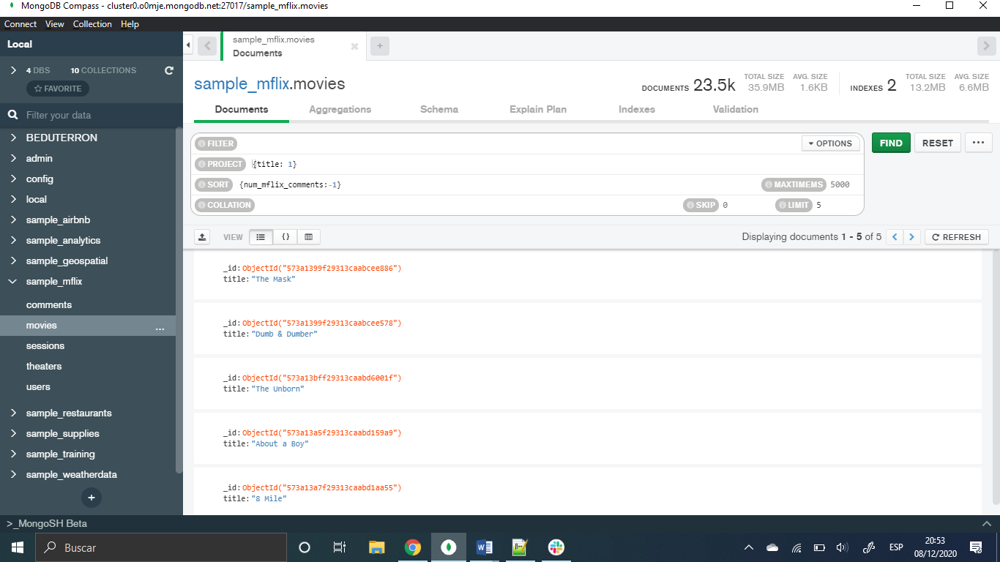 MongoDB Compass - cluster0.o0mje.mongodb.net:27017/sample_mflix.movies
Connect View Collection Help
Local
4 DBS 10 COLLECTIONS
FAVORITE
Filter your data
BEDUTERRON
admin
config
local
sample_airbnb
sample_analytics
sample_geospatial
sample_mflix
comments
movies ...
sessions
theaters
users
sample_restaurants
sample_supplies
sample_training
sample_weatherdata
+
sample_mflix.movies
Documents
+
sample_mflix.movies
DOCUMENTS 23.5k TOTAL SIZE 35.9MB AVG. SIZE 1.6KB INDEXES 2 TOTAL SIZE 13.2MB AVG. SIZE 6.6MB
Documents Aggregations Schema Explain Plan Indexes Validation
FILTER OPTIONS FIND RESET ...
PROJECT {title: 1}
SORT {num_mflix_comments:-1} MAXTIMEMS 5000
COLLATION SKIP 0 LIMIT 5
VIEW {} Displaying documents 1 - 5 of 5 REFRESH
_id:ObjectId("573a1399f29313caabcee886")
title:"The Mask"
_id:ObjectId("573a1399f29313caabcee578")
title:"Dumb & Dumber"
_id:ObjectId("573a13bff29313caabd6001f")
title:"The Unborn"
_id:ObjectId("573a13a5f29313caabd159a9")
title:"About a Boy"
_id:ObjectId("573a13a7f29313caabd1aa55")
title:"8 Mile"
>_MongoSH Beta
Buscar
ESP
20:53
08/12/2020